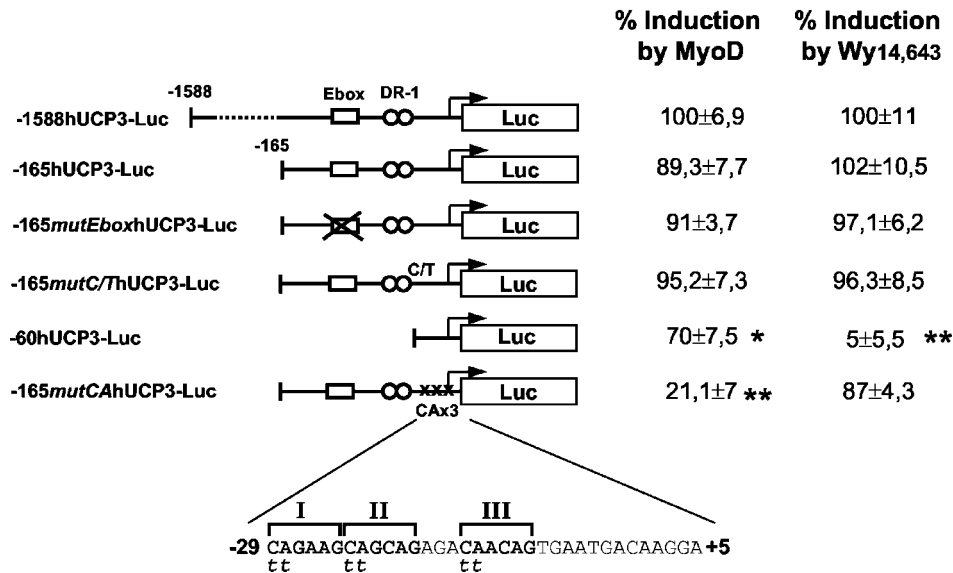 % Induction by MyoD
% Induction by Wy14,643
-1588
Ebox
DR-1
-1588hUCP3-Luc
Luc
100±6,9
100±11
-165
-165hUCP3-Luc
Luc
89,3±7,7
102±10,5
-165mutEboxhUCP3-Luc
Luc
91±3,7
97,1±6,2
C/T
-165mutC/ThUCP3-Luc
Luc
95,2±7,3
96,3±8,5
-60hUCP3-Luc
Luc
70±7,5 *
5±5,5 **
-165mutCAhUCP3-Luc
xxx
CAx3
Luc
21,1±7 **
87±4,3
I II III
-29 CAGAAGCAGCAGAGACAACAGTGAATGACAAGGA +5
tt tt tt